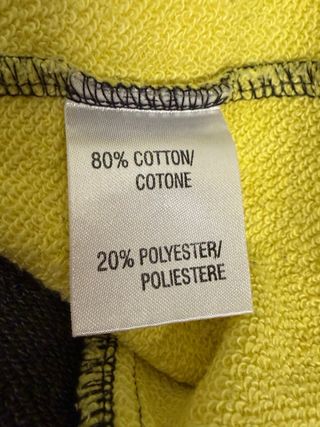 80% COTTON/
COTONE
20% POLYESTER/
POLIESTERE